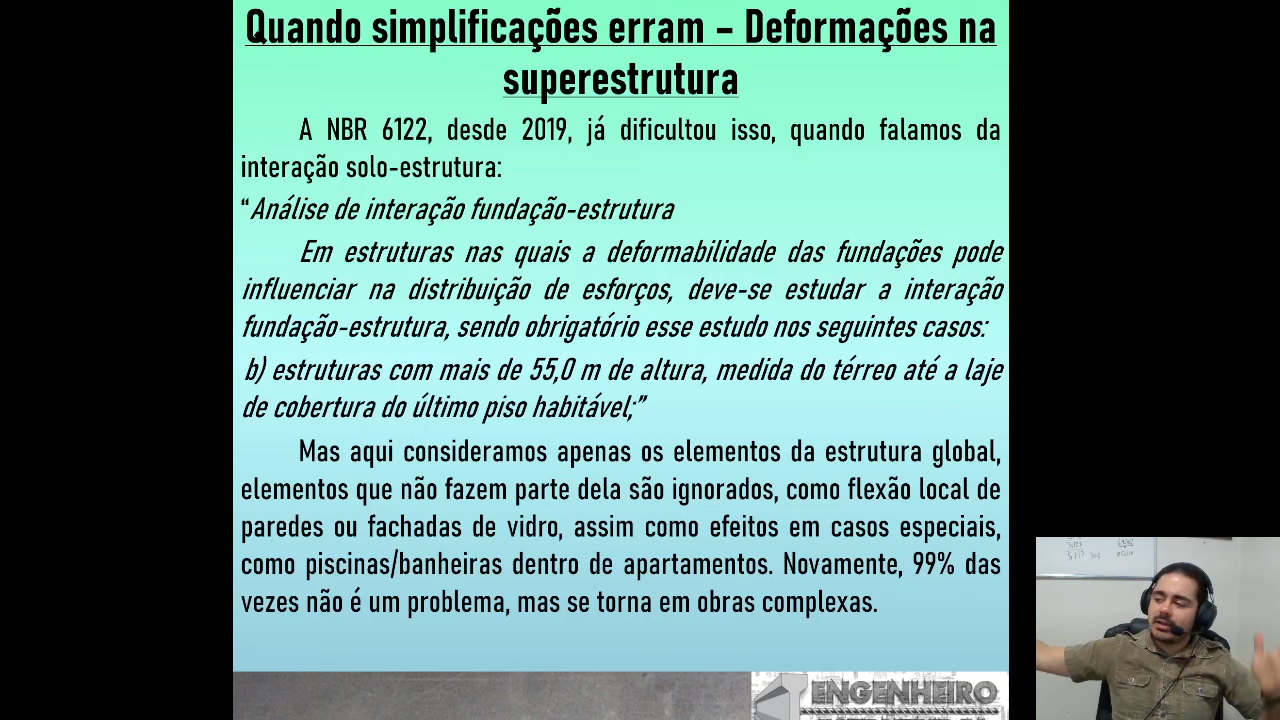 Quando simplificações erram – Deformações na
superestrutura
A NBR 6122, desde 2019, já dificultou isso, quando falamos da
interação solo-estrutura:
“Análise de interação fundação-estrutura
Em estruturas nas quais a deformabilidade das fundações pode
influenciar na distribuição de esforços, deve-se estudar a interação
fundação-estrutura, sendo obrigatório esse estudo nos seguintes casos:
b) estruturas com mais de 55,0 m de altura, medida do térreo até a laje
de cobertura do último piso habitável;”
Mas aqui consideramos apenas os elementos da estrutura global,
elementos que não fazem parte dela são ignorados, como flexão local de
paredes ou fachadas de vidro, assim como efeitos em casos especiais,
como piscinas/banheiras dentro de apartamentos. Novamente, 99% das
vezes não é um problema, mas se torna em obras complexas.
ENGENHEIRO